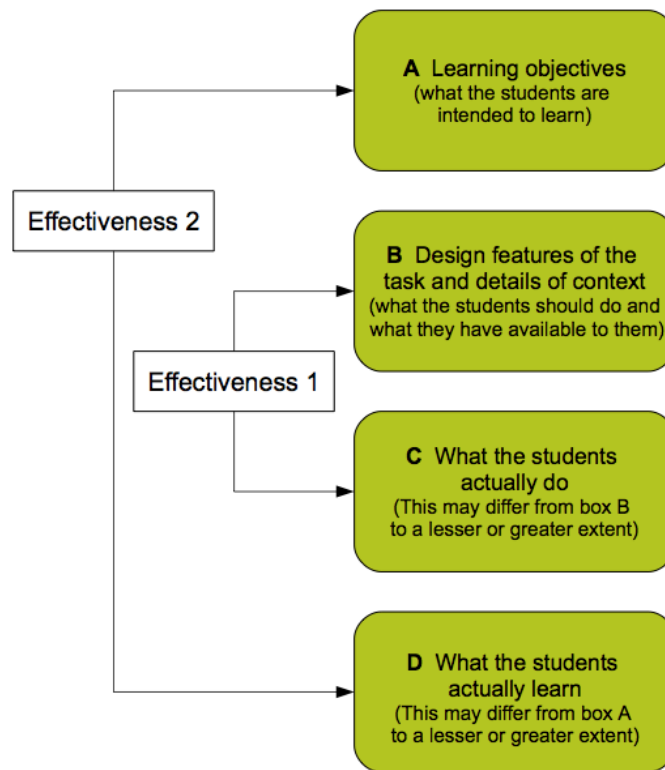 A Learning objectives
(what the students are
intended to learn)
Effectiveness 2
B Design features of the
task and details of context
(what the students should do and
what they have available to them)
Effectiveness 1
C What the students
actually do
(This may differ from box B
to a lesser or greater extent)
D What the students
actually learn
(This may differ from box A
to a lesser or greater extent)